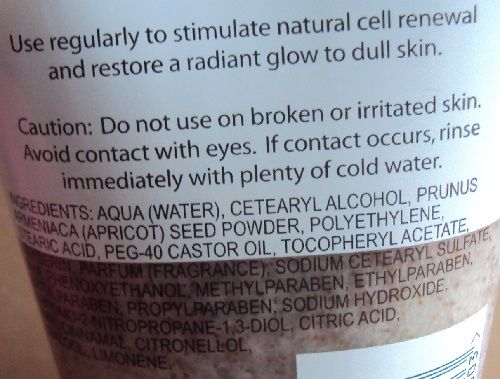 Use regularly to stimulate natural cell renewal
and restore a radiant glow to dull skin.
Caution: Do not use on broken or irritated skin.
Avoid contact with eyes. If contact occurs, rinse
immediately with plenty of cold water.
NGREDIENTS: AQUA (WATER), CETEARYL ALCOHOL, PRUNUS
ARMENIACA (APRICOT) SEED POWDER, POLYETHYLENE,
TEARIC ACID, PEG-40 CASTOR OIL, TOCOPHERYL ACETATE,
PARFUM (FRAGRANCE), SODIUM CETEARYL SULFATE,
PHENOXYETHANOL, METHYLPARABEN, ETHYLPARABEN,
PARABEN, PROPYLPARABEN, SODIUM HYDROXIDE,
-2-NITROPROPANE-1,3-DIOL, CITRIC ACID,
CINNAMAL, CITRONELLOL,
LIMONENE.